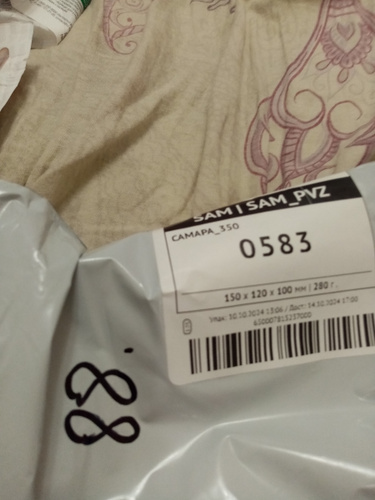 SAM | SAM_PVZ
САМАРА_350
0583
150 x 120 x 100 мм | 280 г.
88